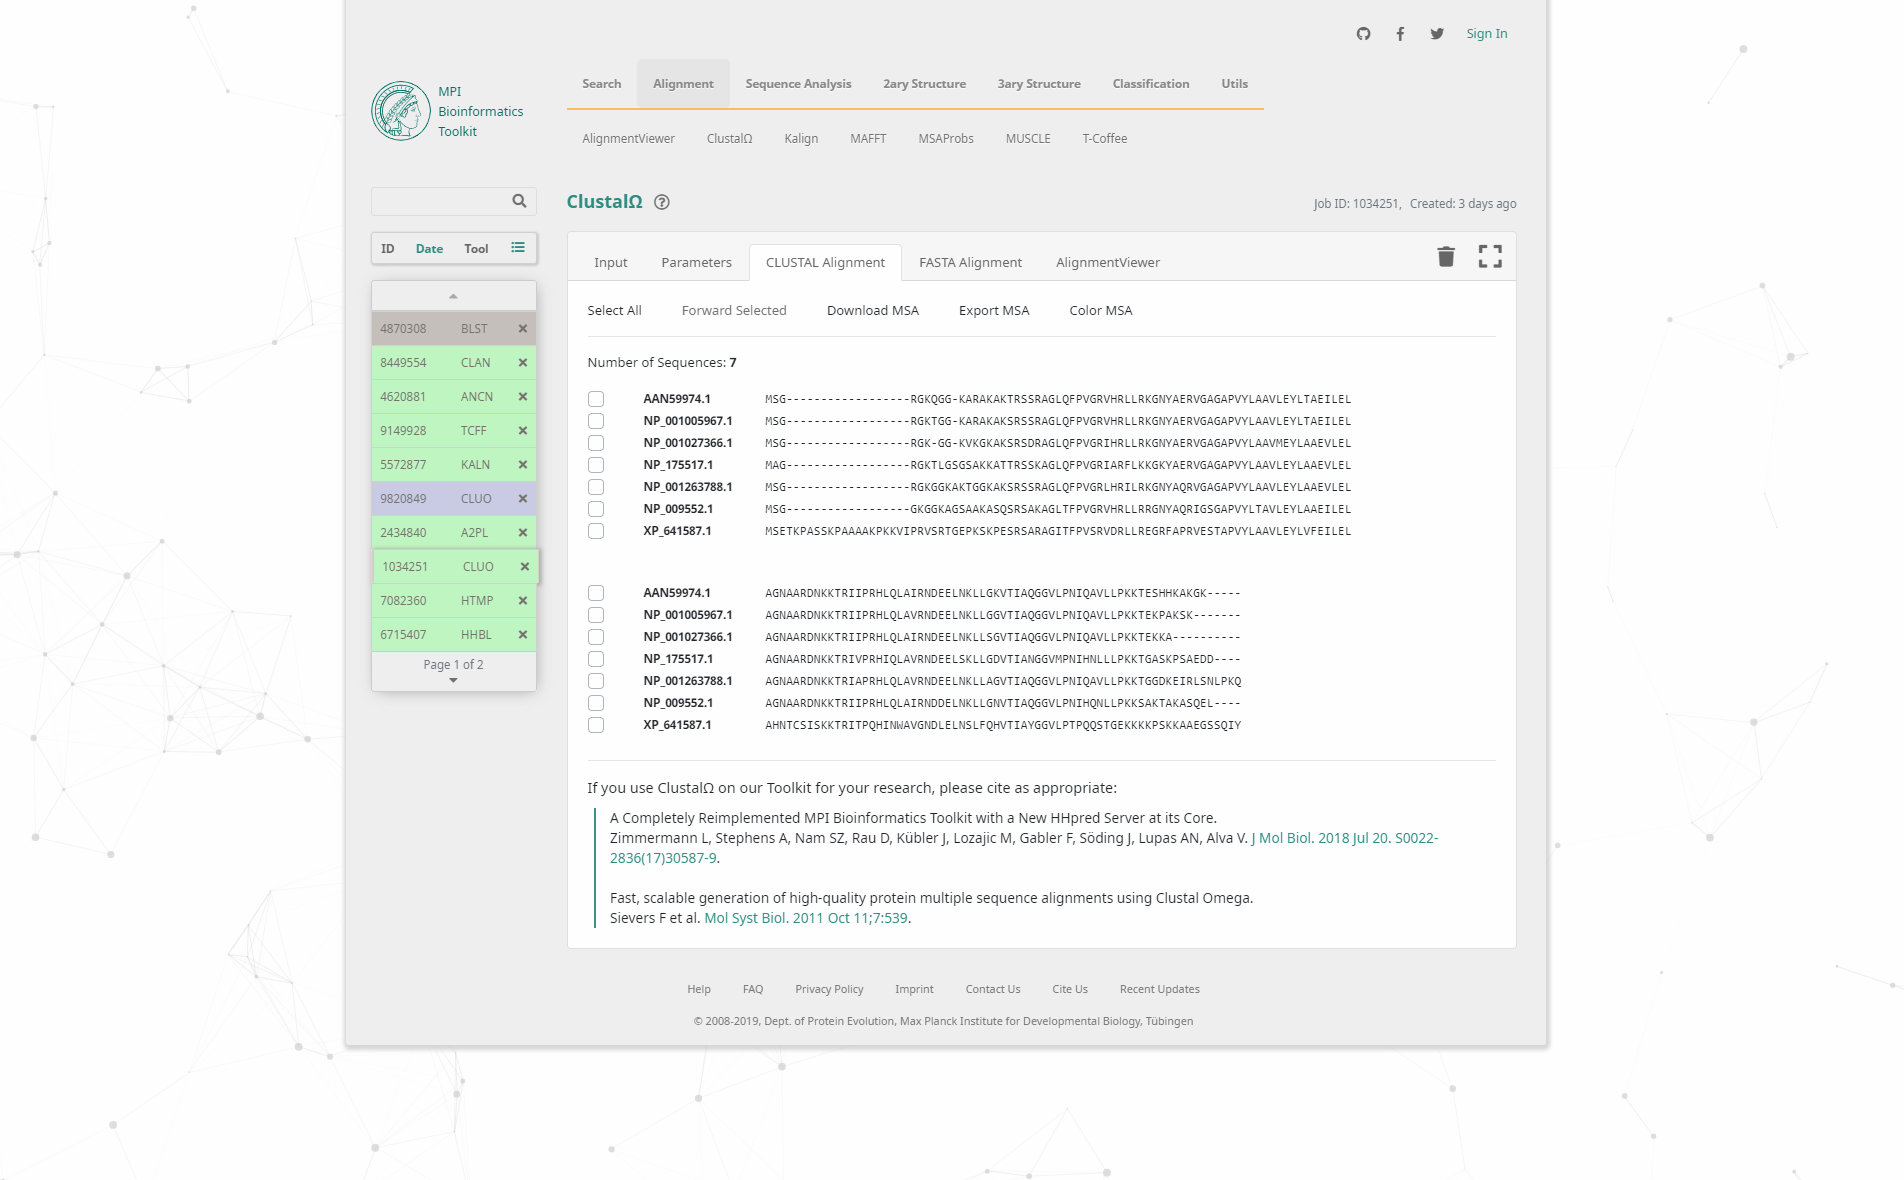 Sign In
MPI
Bioinformatics
Toolkit
Search Alignment Sequence Analysis 2ary Structure 3ary Structure Classification Utils
AlignmentViewer ClustalΩ Kalign MAFFT MSAProbs MUSCLE T-Coffee
ID Date Tool
4870308 BLST
8449554 CLAN
4620881 ANCN
9149928 TCFF
5572877 KALN
9820849 CLUO
2434840 A2PL
1034251 CLUO
7082360 HTMP
6715407 HHBL
Page 1 of 2
ClustalΩ
Job ID: 1034251, Created: 3 days ago
Input Parameters CLUSTAL Alignment FASTA Alignment AlignmentViewer
Select All Forward Selected Download MSA Export MSA Color MSA
Number of Sequences: 7
AAN59974.1 MSG------------------RGKQGG-KARAKAKTRSSRAGLQFPVGRVHRLLRKGNYAERVGAGAPVYLAAVLEYLTAEILEL
NP_001005967.1 MSG------------------RGKTGG-KARAKAKSRSSRAGLQFPVGRVHRLLRKGNYAERVGAGAPVYLAAVLEYLTAEILEL
NP_001027366.1 MSG------------------RGK-GG-KVKGKAKSRSDRAGLQFPVGRIHRLLRKGNYAERVGAGAPVYLAAVMEYLAAEVLEL
NP_175517.1 MAG------------------RGKTLGSGSAKKATTRSSKAGLQFPVGRIARFLKKGKYAERVGAGAPVYLAAVLEYLAAEVLEL
NP_001263788.1 MSG------------------RGKGGKAKTGGKAKSRSSRAGLQFPVGRLHRILRKGNYAQRVGAGAPVYLAAVLEYLAAEVLEL
NP_009552.1 MSG------------------GKGGKAGSAAKASQSRSAKAGLTFPVGRVHRLLRRGNYAQRIGSGAPVYLTAVLEYLAAEILEL
XP_641587.1 MSETKPASSKPAAAAKPKKVIPRVSRTGEPKSKPESRSARAGITFPVSRVDRLLREGRFAPRVESTAPVYLAAVLEYLVFEILEL
AAN59974.1 AGNAARDNKKTRIIPRHLQLAIRNDEELNKLLGKVTIAQGGVLPNIQAVLLPKKTESHHKAKGK-----
NP_001005967.1 AGNAARDNKKTRIIPRHLQLAIRNDEELNKLLGGVTIAQGGVLPNIQAVLLPKKTEKPAKSK-------
NP_001027366.1 AGNAARDNKKTRIIPRHLQLAIRNDEELNKLLSGVTIAQGGVLPNIQAVLLPKKTEKKA----------
NP_175517.1 AGNAARDNKKTRIVPRHIQLAVRNDEELSKLLGDVTIANGGVMPNIHNLLLPKKTGASKPSAEDD----
NP_001263788.1 AGNAARDNKKTRIAPRHLQLAVRNDEELNKLLAGVTIAQGGVLPNIQAVLLPKKTGGDKEIRLSNLPKQ
NP_009552.1 AGNAARDNKKTRIIPRHLQLAIRNDDELNKLLGNVTIAQGGVLPNIHQNLLPKKSAKTAKASQEL----
XP_641587.1 AHNTCSISKKTRITPQHINWAVGNDLELNSLFQHVTIAYGGVLPTPQQSTGEKKKKPSKKAAEGSSQIY
If you use ClustalΩ on our Toolkit for your research, please cite as appropriate:
A Completely Reimplemented MPI Bioinformatics Toolkit with a New HHpred Server at its Core.
Zimmermann L, Stephens A, Nam SZ, Rau D, Kübler J, Lozajic M, Gabler F, Söding J, Lupas AN, Alva V. J Mol Biol. 2018 Jul 20. S0022-
2836(17)30587-9.
Fast, scalable generation of high-quality protein multiple sequence alignments using Clustal Omega.
Sievers F et al. Mol Syst Biol. 2011 Oct 11;7:539.
Help FAQ Privacy Policy Imprint Contact Us Cite Us Recent Updates
© 2008-2019, Dept. of Protein Evolution, Max Planck Institute for Developmental Biology, Tübingen